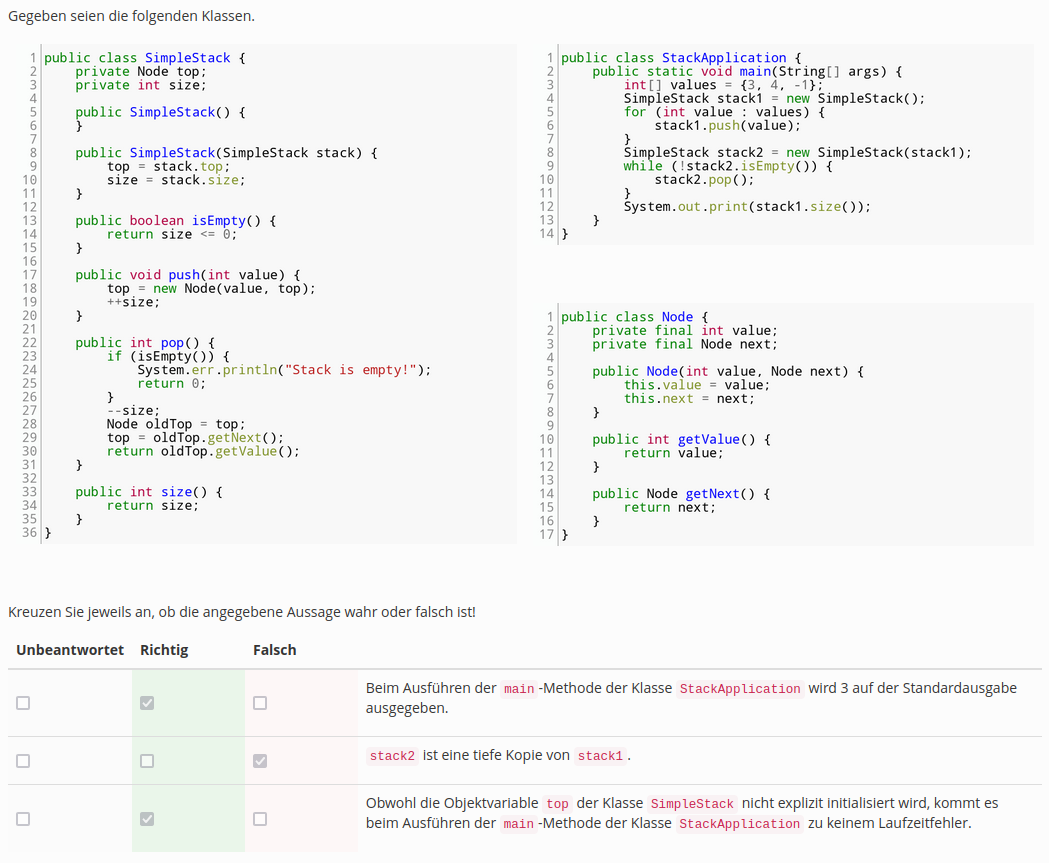 Gegeben seien die folgenden Klassen.
1 public class SimpleStack {
2     private Node top;
3     private int size;
4
5     public SimpleStack() {
6     }
7
8     public SimpleStack(SimpleStack stack) {
9         top = stack.top;
10         size = stack.size;
11     }
12
13     public boolean isEmpty() {
14         return size <= 0;
15     }
16
17     public void push(int value) {
18         top = new Node(value, top);
19         ++size;
20     }
21
22     public int pop() {
23         if (isEmpty()) {
24             System.err.println("Stack is empty!");
25             return 0;
26         }
27         --size;
28         Node oldTop = top;
29         top = oldTop.getNext();
30         return oldTop.getValue();
31     }
32
33     public int size() {
34         return size;
35     }
36 }
1 public class StackApplication {
2     public static void main(String[] args) {
3         int[] values = {3, 4, -1};
4         SimpleStack stack1 = new SimpleStack();
5         for (int value : values) {
6             stack1.push(value);
7         }
8         SimpleStack stack2 = new SimpleStack(stack1);
9         while (!stack2.isEmpty()) {
10             stack2.pop();
11         }
12         System.out.print(stack1.size());
13     }
14 }
1 public class Node {
2     private final int value;
3     private final Node next;
4
5     public Node(int value, Node next) {
6         this.value = value;
7         this.next = next;
8     }
9
10     public int getValue() {
11         return value;
12     }
13
14     public Node getNext() {
15         return next;
16     }
17 }
Kreuzen Sie jeweils an, ob die angegebene Aussage wahr oder falsch ist!
Unbeantwortet Richtig Falsch
Beim Ausführen der main -Methode der Klasse StackApplication wird 3 auf der Standardausgabe
ausgegeben.
stack2 ist eine tiefe Kopie von stack1 .
Obwohl die Objektvariable top der Klasse SimpleStack nicht explizit initialisiert wird, kommt es
beim Ausführen der main -Methode der Klasse StackApplication zu keinem Laufzeitfehler.